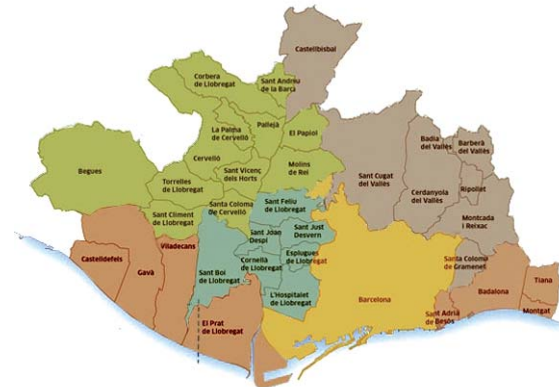 Castellbisbal
Corbera
de Llobregat
Sant Andreu
de la Barca
La Palma
de Cervelló
Pallejà
El Papiol
Badia
del Vallès
Barberà
del Vallès
Begues
Cervelló
Sant Vicenç
dels Horts
Molins
de Rei
Sant Cugat
del Vallès
Cerdanyola
del Vallès
Ripollet
Torrelles
de Llobregat
Sant Climent
de Llobregat
Santa Coloma
de Cervelló
Sant Feliu
de Llobregat
Montcada
i Reixac
Sant Joan
Despí
Sant Just
Desvern
Castelldefels
Gavà
Viladecans
Sant Boi
de Llobregat
Cornellà
de Llobregat
Esplugues
de Llobregat
Santa Coloma
de Gramenet
L'Hospitalet
de Llobregat
Barcelona
Badalona
Tiana
El Prat
de Llobregat
Sant Adrià
de Besòs
Montgat